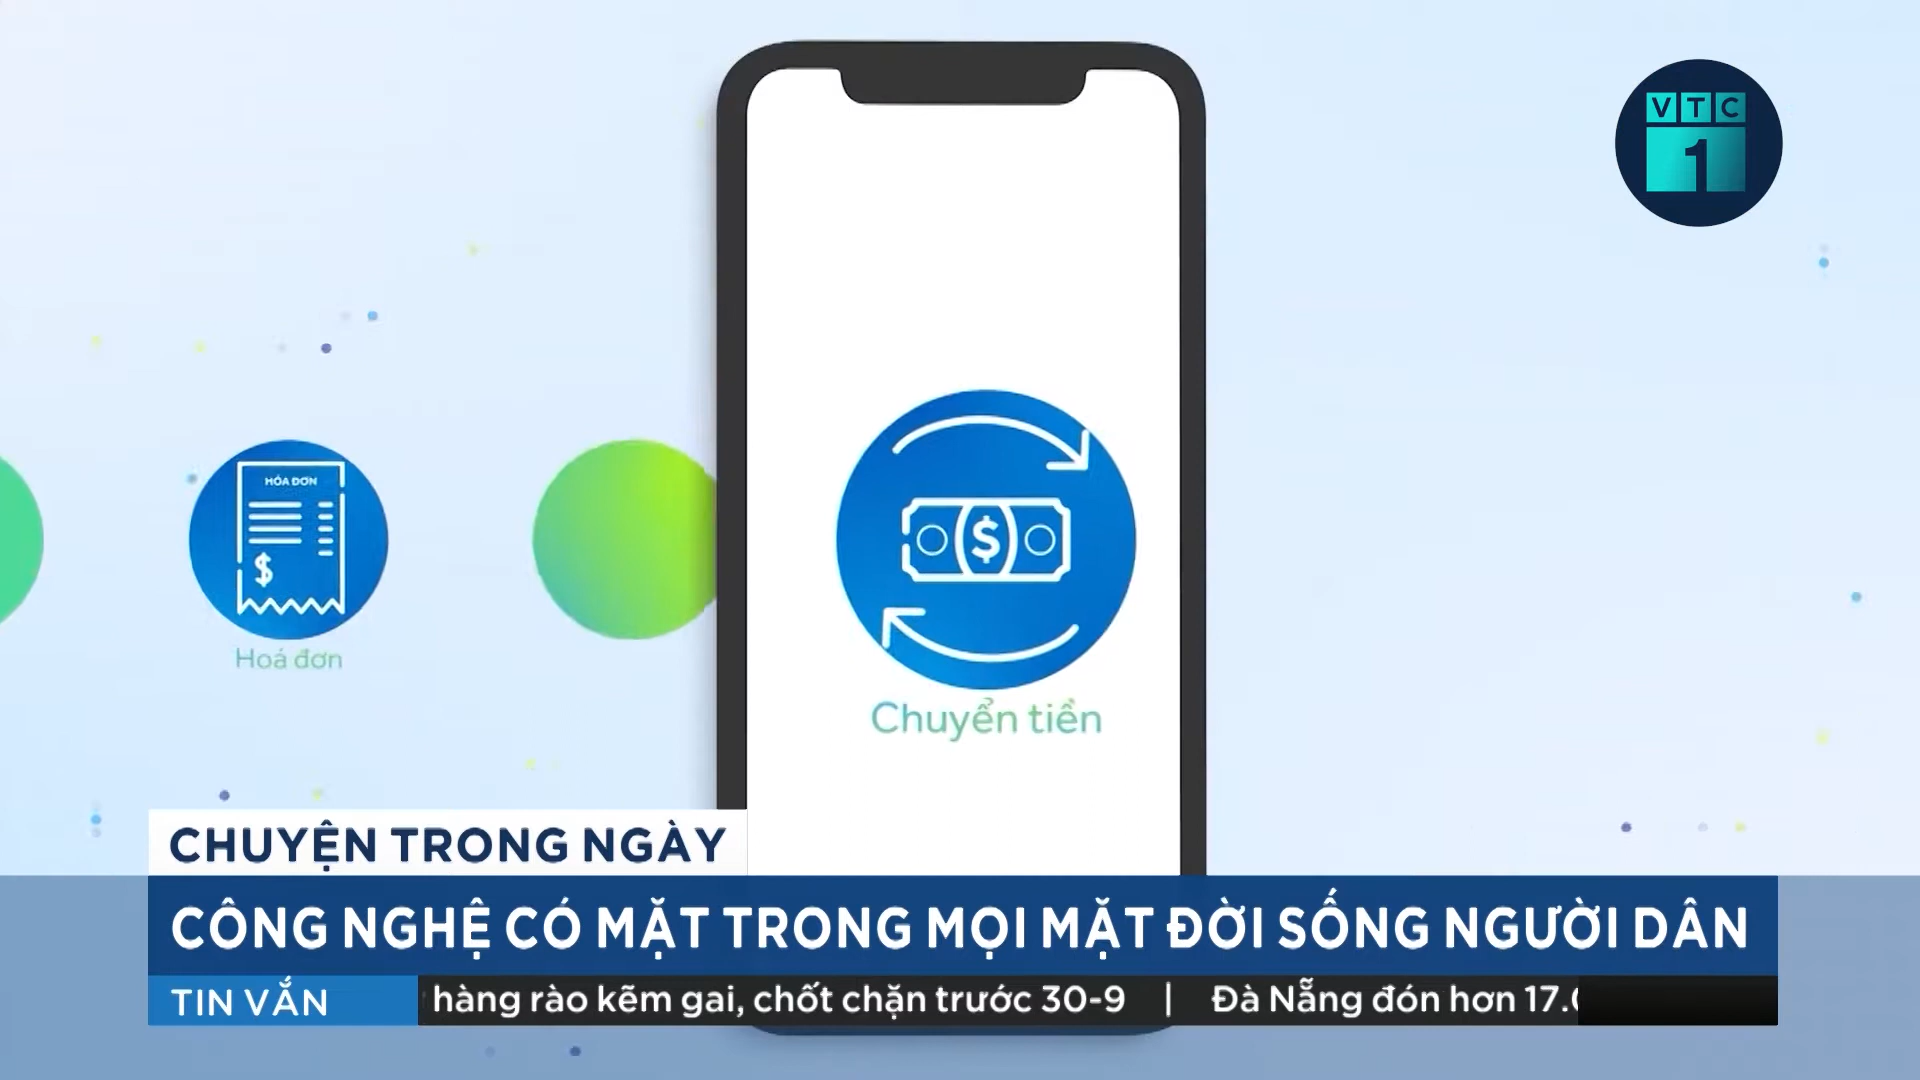 VTC
1
HÓA ĐƠN
$
Hoá đơn
$
Chuyển tiền
CHUYỆN TRONG NGÀY
CÔNG NGHỆ CÓ MẶT TRONG MỌI MẶT ĐỜI SỐNG NGƯỜI DÂN
TIN VẮN
hàng rào kẽm gai, chốt chặn trước 30-9 | Đà Nẵng đón hơn 17.